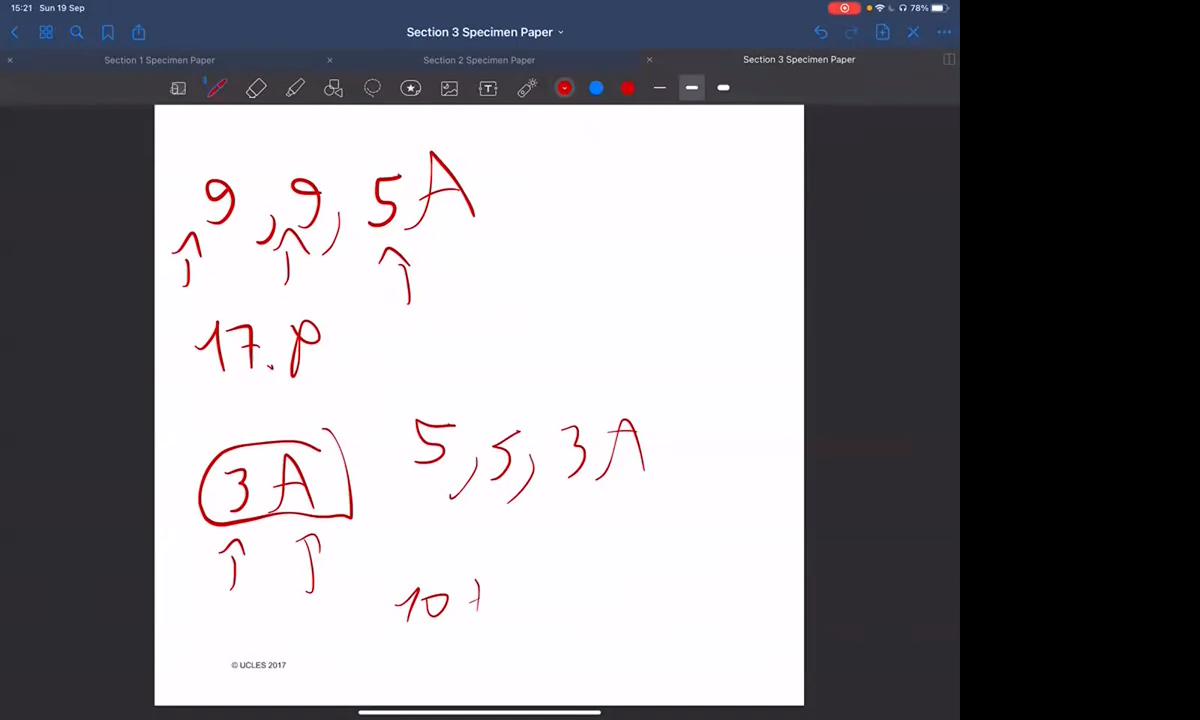 15:21 Sun 19 Sep
78%
Section 3 Specimen Paper
Section 1 Specimen Paper
Section 2 Specimen Paper
Section 3 Specimen Paper
9, 9, 5A
17. p
3A
5, 5, 3A
10 +
© UCLES 2017